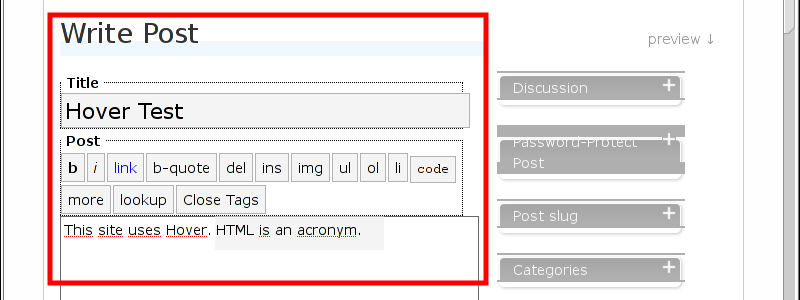 Write Post
preview ↓
Title
Hover Test
Post
b i link b-quote del ins img ul ol li code
more lookup Close Tags
This site uses Hover. HTML is an acronym.
Discussion +
Password-Protect +
Post
Post slug +
Categories +